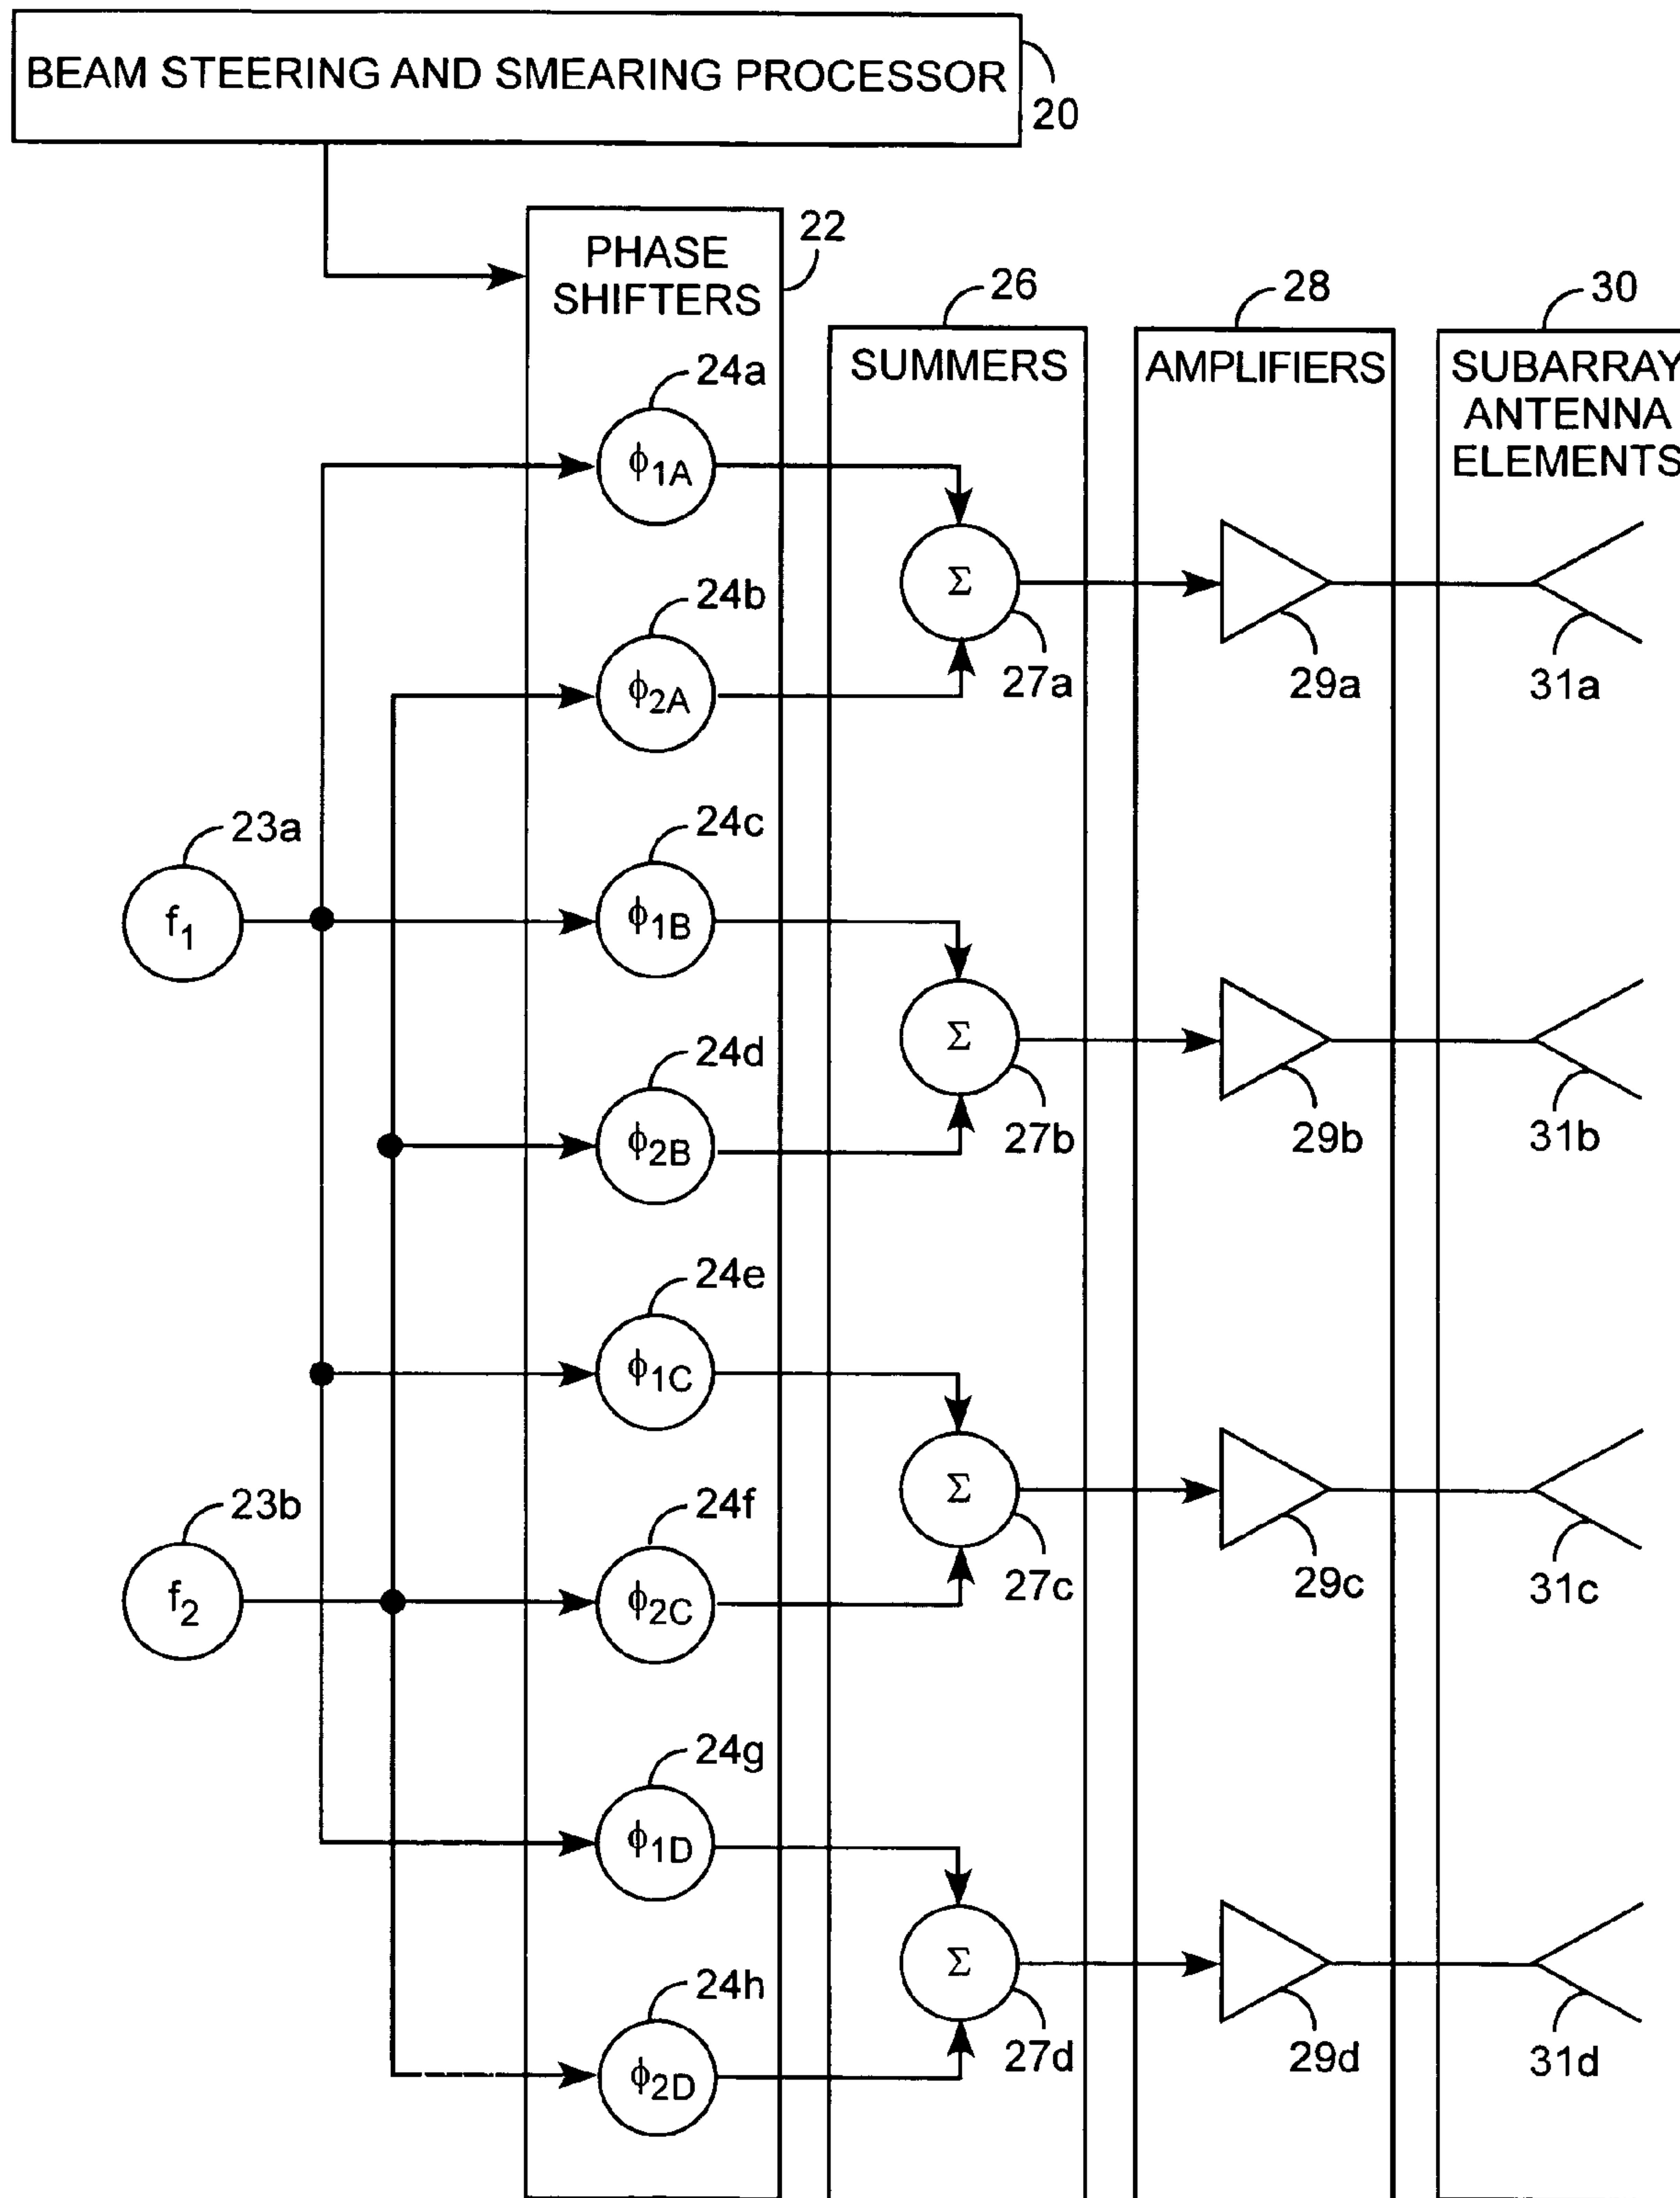 BEAM STEERING AND SMEARING PROCESSOR
20
PHASE
SHIFTERS
22
SUMMERS
26
AMPLIFIERS
28
SUBARRAY
ANTENNA
ELEMENTS
30
24a
ϕ1A
24b
ϕ2A
Σ
27a
29a
31a
23a
f1
24c
ϕ1B
24d
ϕ2B
Σ
27b
29b
31b
24e
ϕ1C
23b
f2
24f
ϕ2C
Σ
27c
29c
31c
24g
ϕ1D
24h
ϕ2D
Σ
27d
29d
31d